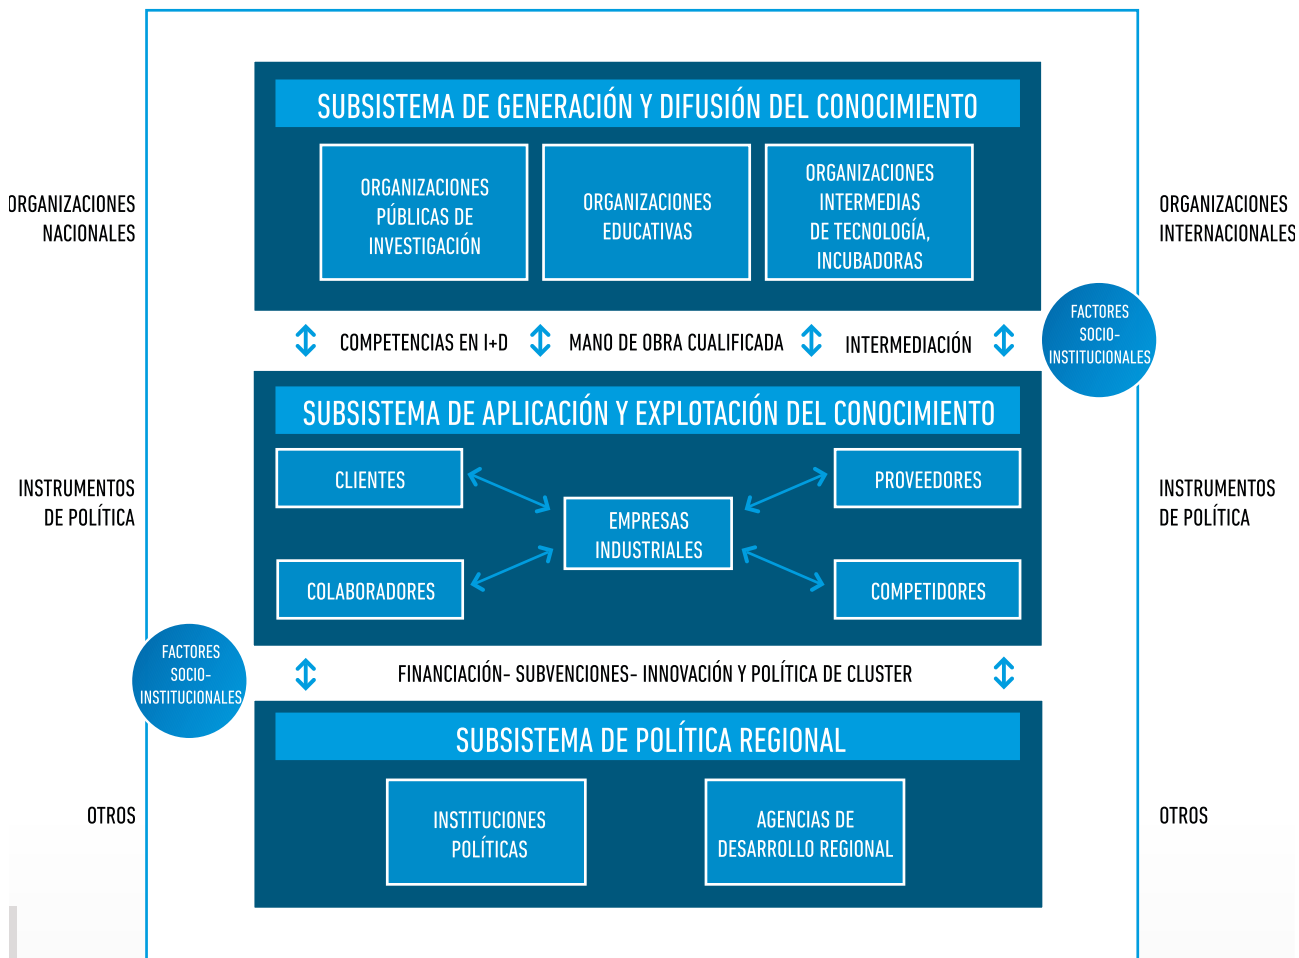 SUBSISTEMA DE GENERACIÓN Y DIFUSIÓN DEL CONOCIMIENTO
ORGANIZACIONES
PÚBLICAS DE
INVESTIGACIÓN
ORGANIZACIONES
EDUCATIVAS
ORGANIZACIONES
INTERMEDIAS
DE TECNOLOGÍA,
INCUBADORAS
ORGANIZACIONES
NACIONALES
ORGANIZACIONES
INTERNACIONALES
FACTORES
SOCIO-
INSTITUCIONALES
COMPETENCIAS EN I+D
MANO DE OBRA CUALIFICADA
INTERMEDIACIÓN
SUBSISTEMA DE APLICACIÓN Y EXPLOTACIÓN DEL CONOCIMIENTO
CLIENTES
PROVEEDORES
EMPRESAS
INDUSTRIALES
COLABORADORES
COMPETIDORES
INSTRUMENTOS
DE POLÍTICA
INSTRUMENTOS
DE POLÍTICA
FACTORES
SOCIO-
INSTITUCIONALES
FINANCIACIÓN- SUBVENCIONES- INNOVACIÓN Y POLÍTICA DE CLUSTER
SUBSISTEMA DE POLÍTICA REGIONAL
INSTITUCIONES
POLÍTICAS
AGENCIAS DE
DESARROLLO REGIONAL
OTROS
OTROS